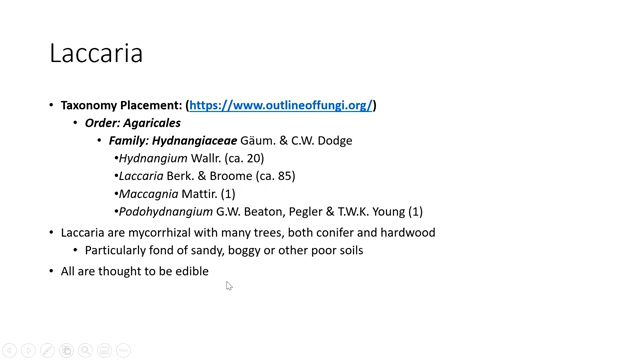 Laccaria
• Taxonomy Placement: (https://www.outlineoffungi.org/)
• Order: Agaricales
• Family: Hydnangiaceae Gäum. & C.W. Dodge
•Hydnangium Wallr. (ca. 20)
•Laccaria Berk. & Broome (ca. 85)
•Maccagnia Mattir. (1)
•Podohydnangium G.W. Beaton, Pegler & T.W.K. Young (1)
• Laccaria are mycorrhizal with many trees, both conifer and hardwood
• Particularly fond of sandy, boggy or other poor soils
• All are thought to be edible